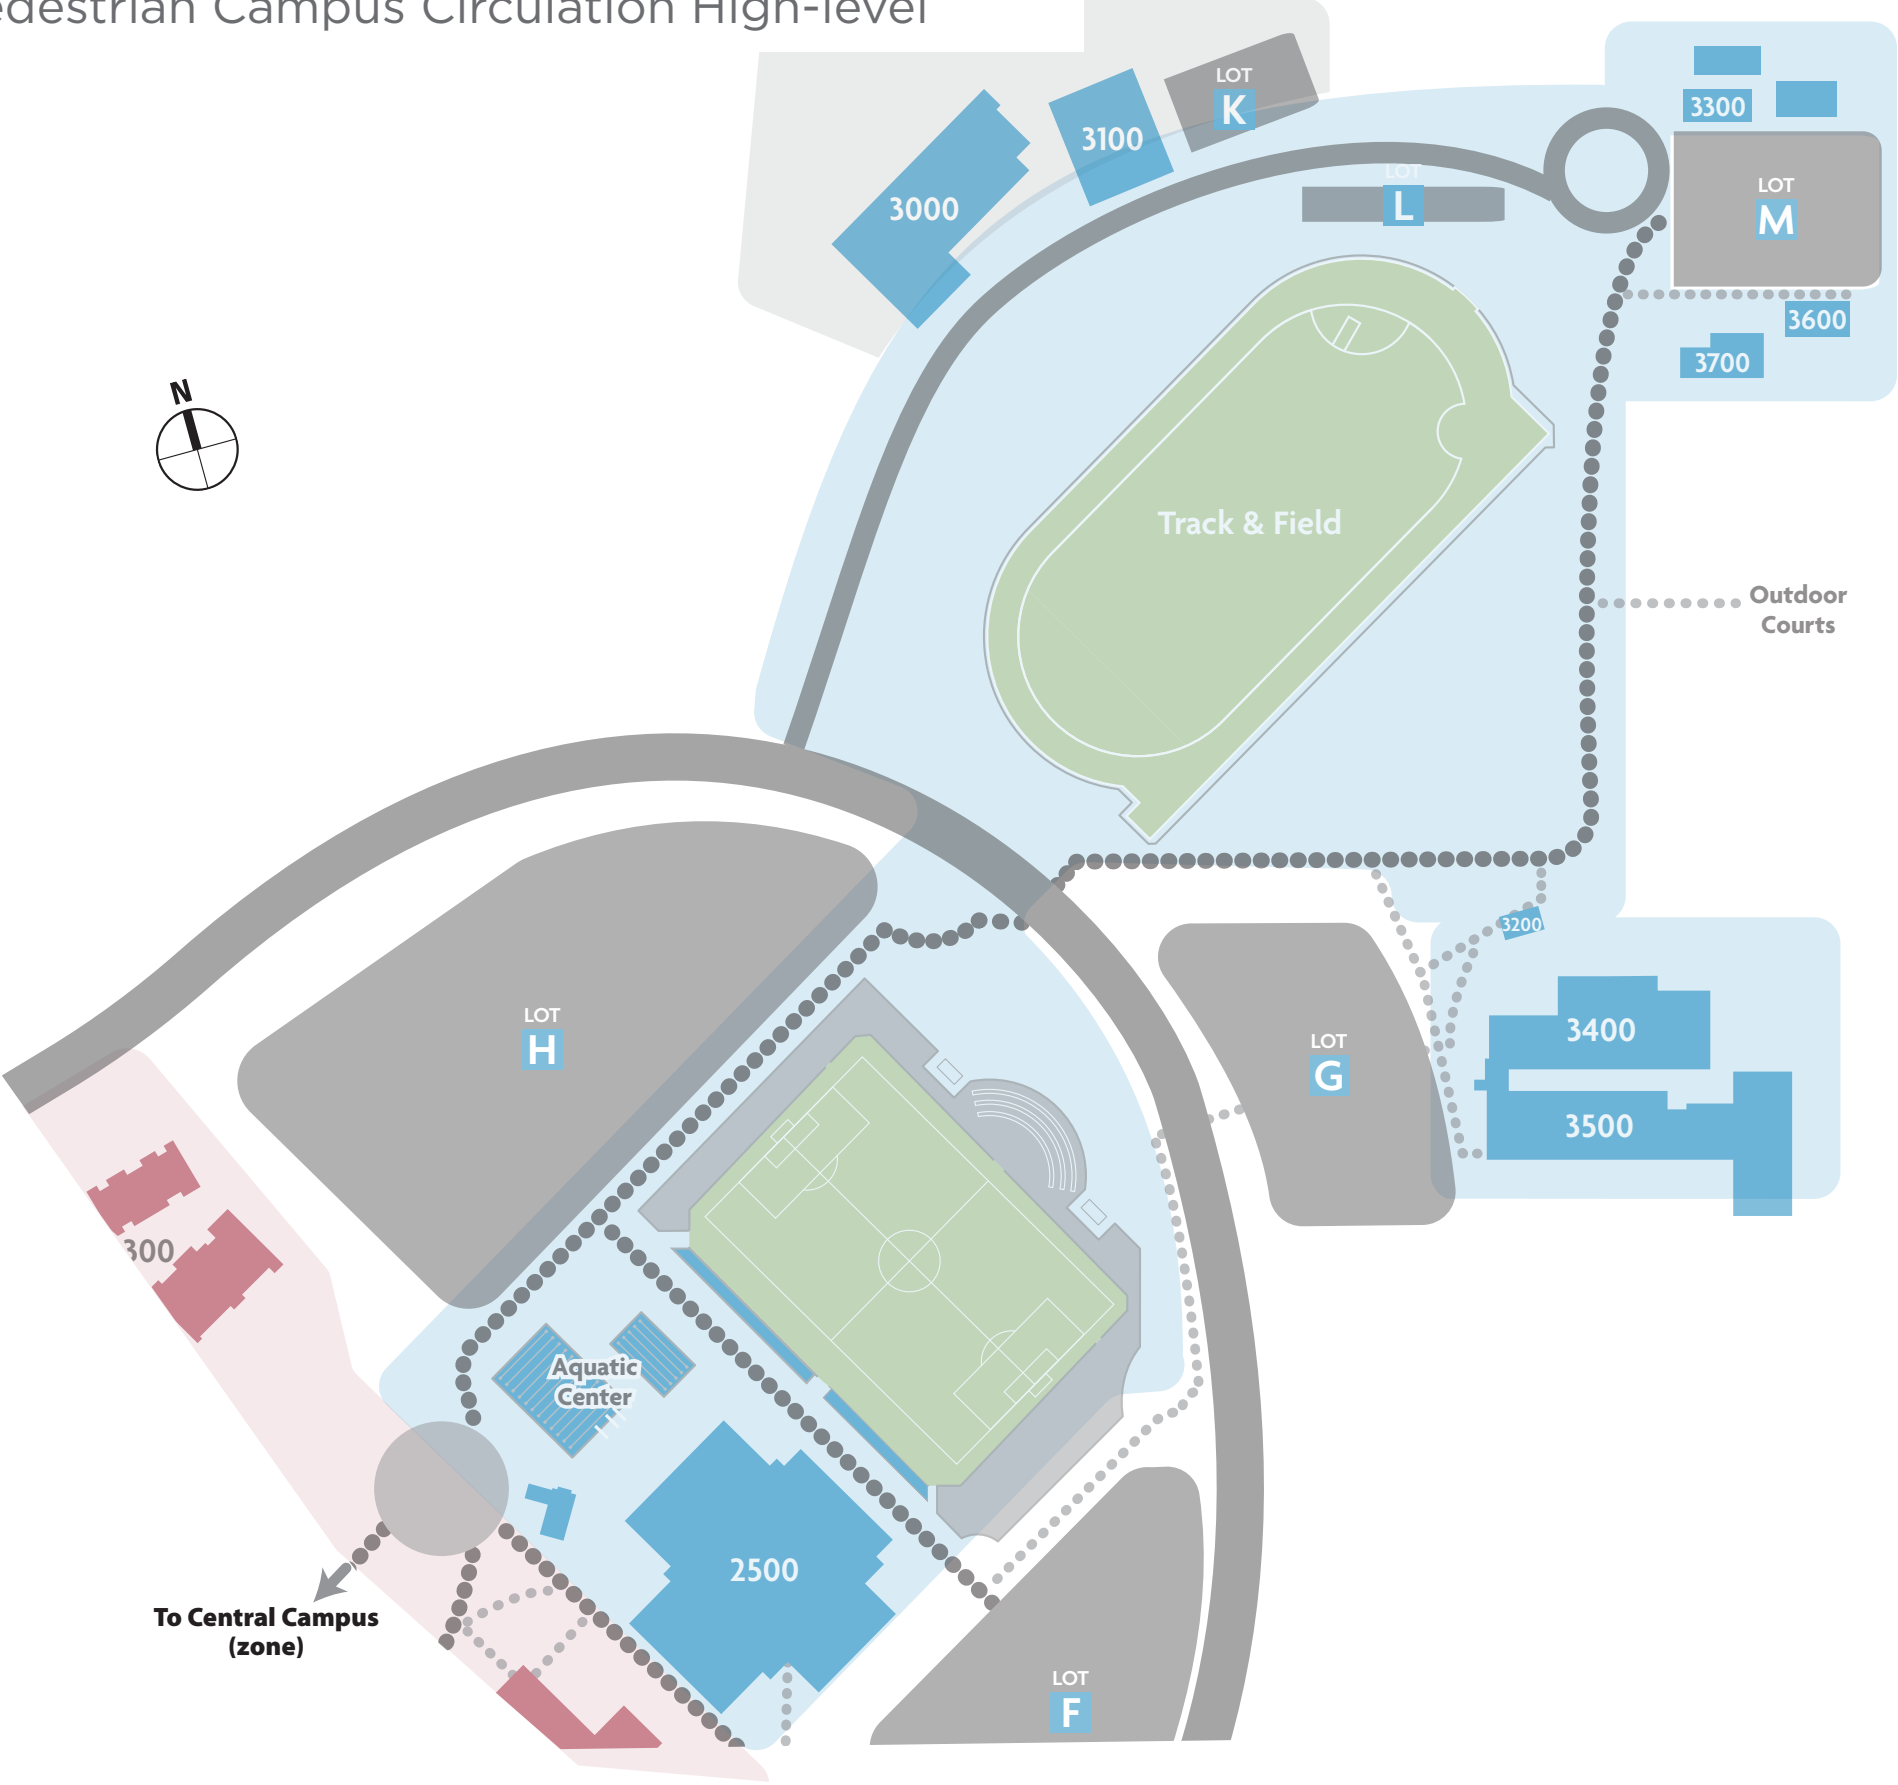 edestrian Campus Circulation High-level
LOT
K
3100
3000
LOT
L
3300
LOT
M
3600
3700
N
Track & Field
Outdoor
Courts
3200
LOT
H
LOT
G
3400
3500
300
Aquatic
Center
2500
To Central Campus
(zone)
LOT
F